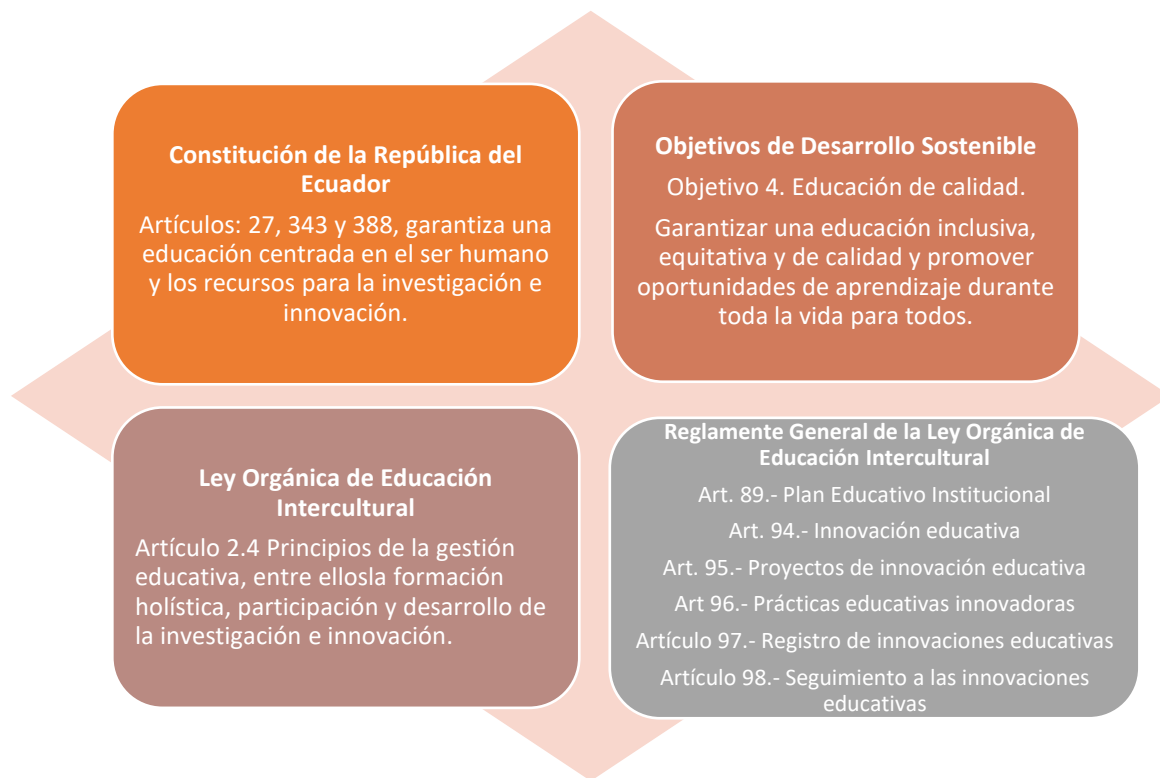 Constitución de la República del
Ecuador
Artículos: 27, 343 y 388, garantiza una
educación centrada en el ser humano
y los recursos para la investigación e
innovación.
Objetivos de Desarrollo Sostenible
Objetivo 4. Educación de calidad.
Garantizar una educación inclusiva,
equitativa y de calidad y promover
oportunidades de aprendizaje durante
toda la vida para todos.
Ley Orgánica de Educación
Intercultural
Artículo 2.4 Principios de la gestión
educativa, entre ellosla formación
holística, participación y desarrollo de
la investigación e innovación.
Reglamente General de la Ley Orgánica de
Educación Intercultural
Art. 89.- Plan Educativo Institucional
Art. 94.- Innovación educativa
Art. 95.- Proyectos de innovación educativa
Art 96.- Prácticas educativas innovadoras
Artículo 97.- Registro de innovaciones educativas
Artículo 98.- Seguimiento a las innovaciones
educativas